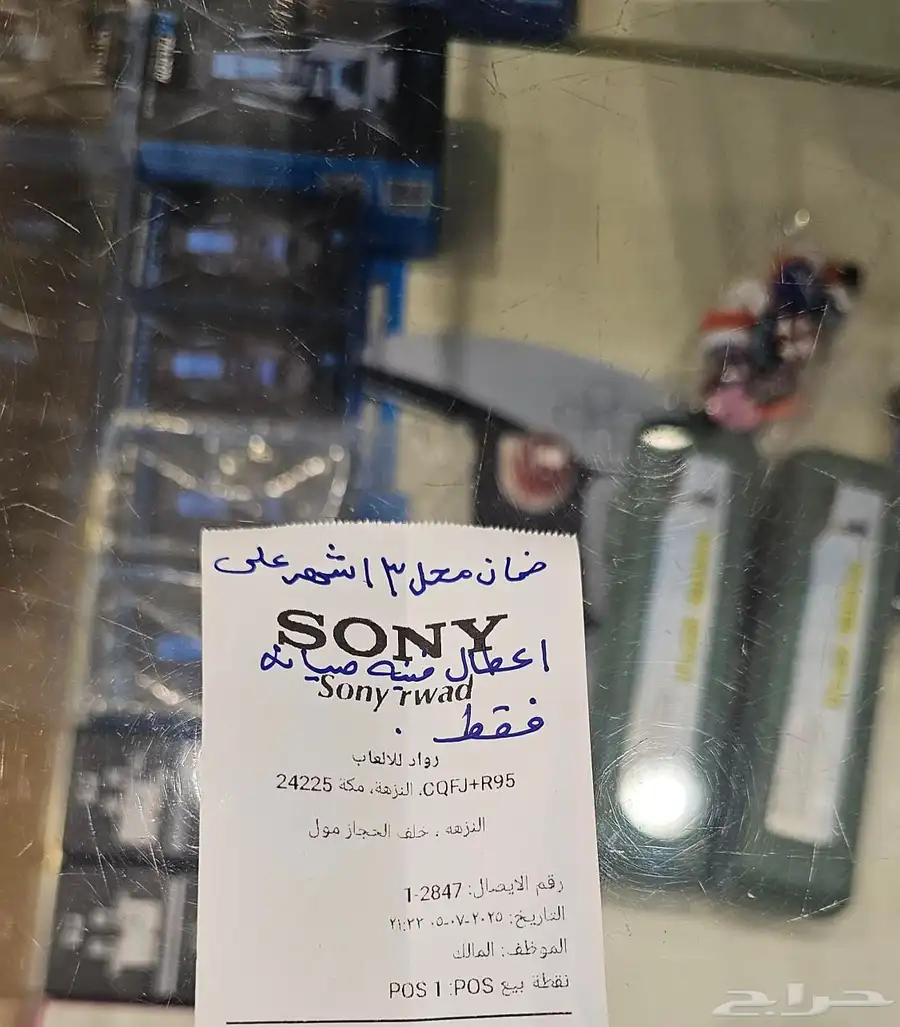 ضمان محل ٣ اشهر على
SONY
اعطال فنيه صيانه
Sony rwad
فقط .
رواد للالعاب
CQFJ+R95، النزهة، مكة 24225
النزهه ، خلف الحجاز مول
رقم الايصال: 1-2847
التاريخ: ٢٠٢٥-٠٧-٠٥ ٢١:٢٢
الموظف: المالك
نقطة بيع POS: POS 1
حراج